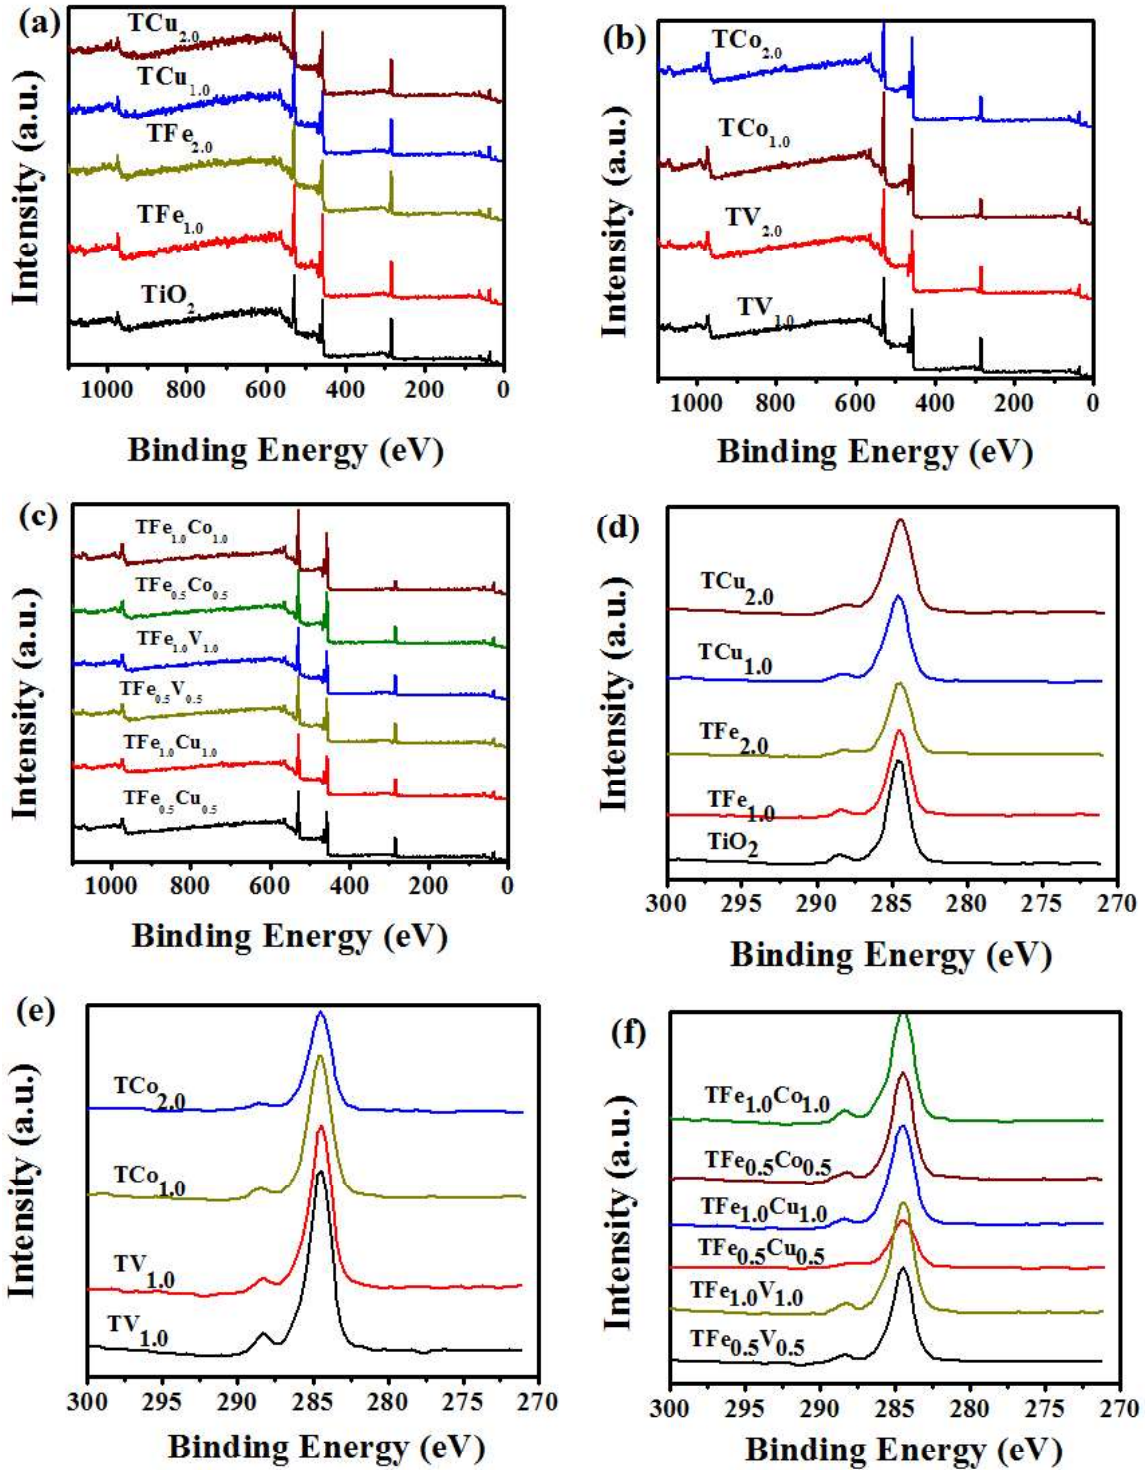 (a)
TCu2.0
TCu1.0
TFe2.0
TFe1.0
TiO2
Intensity (a.u.)
1000 800 600 400 200 0
Binding Energy (eV)
(b)
TCo2.0
TCo1.0
TV2.0
TV1.0
Intensity (a.u.)
1000 800 600 400 200 0
Binding Energy (eV)
(c)
TFe1.0Co1.0
TFe0.5Co0.5
TFe1.0V1.0
TFe0.5V0.5
TFe1.0Cu1.0
TFe0.5Cu0.5
Intensity (a.u.)
1000 800 600 400 200 0
Binding Energy (eV)
(d)
TCu2.0
TCu1.0
TFe2.0
TFe1.0
TiO2
Intensity (a.u.)
300 295 290 285 280 275 270
Binding Energy (eV)
(e)
TCo2.0
TCo1.0
TV1.0
TV1.0
Intensity (a.u.)
300 295 290 285 280 275 270
Binding Energy (eV)
(f)
TFe1.0Co1.0
TFe0.5Co0.5
TFe1.0Cu1.0
TFe0.5Cu0.5
TFe1.0V1.0
TFe0.5V0.5
Intensity (a.u.)
300 295 290 285 280 275 270
Binding Energy (eV)